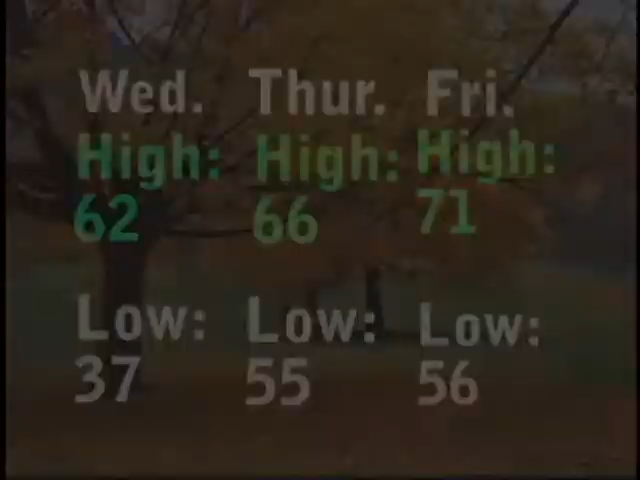 Wed. Thur. Fri.
High: High: High:
62 66 71
Low: Low: Low:
37 55 56